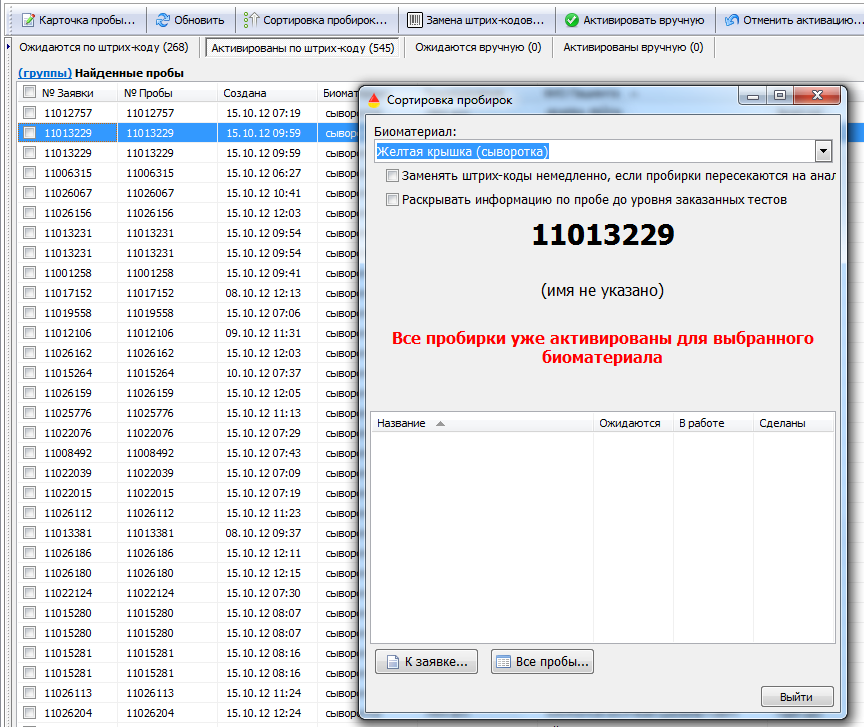 Карточка пробы... Обновить Сортировка пробирок... Замена штрих-кодов... Активировать вручную Отменить активацию...
Ожидаются по штрих-коду (268) Активированы по штрих-коду (545) Ожидаются вручную (0) Активированы вручную (0)
(группы) Найденные пробы
№ Заявки № Пробы Создана Биомат
11012757 11012757 15.10.12 07:19 сыворо
11013229 11013229 15.10.12 09:59 сыворо
11013229 11013229 15.10.12 09:59 сыворо
11006315 11006315 15.10.12 06:27 сыворо
11026067 11026067 15.10.12 10:41 сыворо
11026156 11026156 15.10.12 12:03 сыворо
11013231 11013231 15.10.12 09:54 сыворо
11013231 11013231 15.10.12 09:54 сыворо
11001258 11001258 15.10.12 09:41 сыворо
11017152 11017152 08.10.12 12:13 сыворо
11019558 11019558 15.10.12 07:06 сыворо
11012106 11012106 09.10.12 11:31 сыворо
11026162 11026162 15.10.12 12:03 сыворо
11015264 11015264 10.10.12 07:37 сыворо
11026159 11026159 15.10.12 12:05 сыворо
11025776 11025776 15.10.12 11:13 сыворо
11022076 11022076 15.10.12 07:29 сыворо
11008492 11008492 15.10.12 07:43 сыворо
11022039 11022039 15.10.12 07:09 сыворо
11022015 11022015 15.10.12 07:19 сыворо
11026112 11026112 15.10.12 11:23 сыворо
11013381 11013381 08.10.12 09:37 сыворо
11026186 11026186 15.10.12 12:11 сыворо
11026180 11026180 15.10.12 12:15 сыворо
11022124 11022124 15.10.12 07:30 сыворо
11015280 11015280 15.10.12 08:07 сыворо
11015280 11015280 15.10.12 08:07 сыворо
11015281 11015281 15.10.12 08:16 сыворо
11015281 11015281 15.10.12 08:16 сыворо
11026113 11026113 15.10.12 11:24 сыворо
11026204 11026204 15.10.12 12:24 сыворо
Сортировка пробирок
Биоматериал:
Желтая крышка (сыворотка)
Заменять штрих-коды немедленно, если пробирки пересекаются на анал
Раскрывать информацию по пробе до уровня заказанных тестов
11013229
(имя не указано)
Все пробирки уже активированы для выбранного
биоматериала
Название Ожидаются В работе Сделаны
К заявке... Все пробы...
Выйти